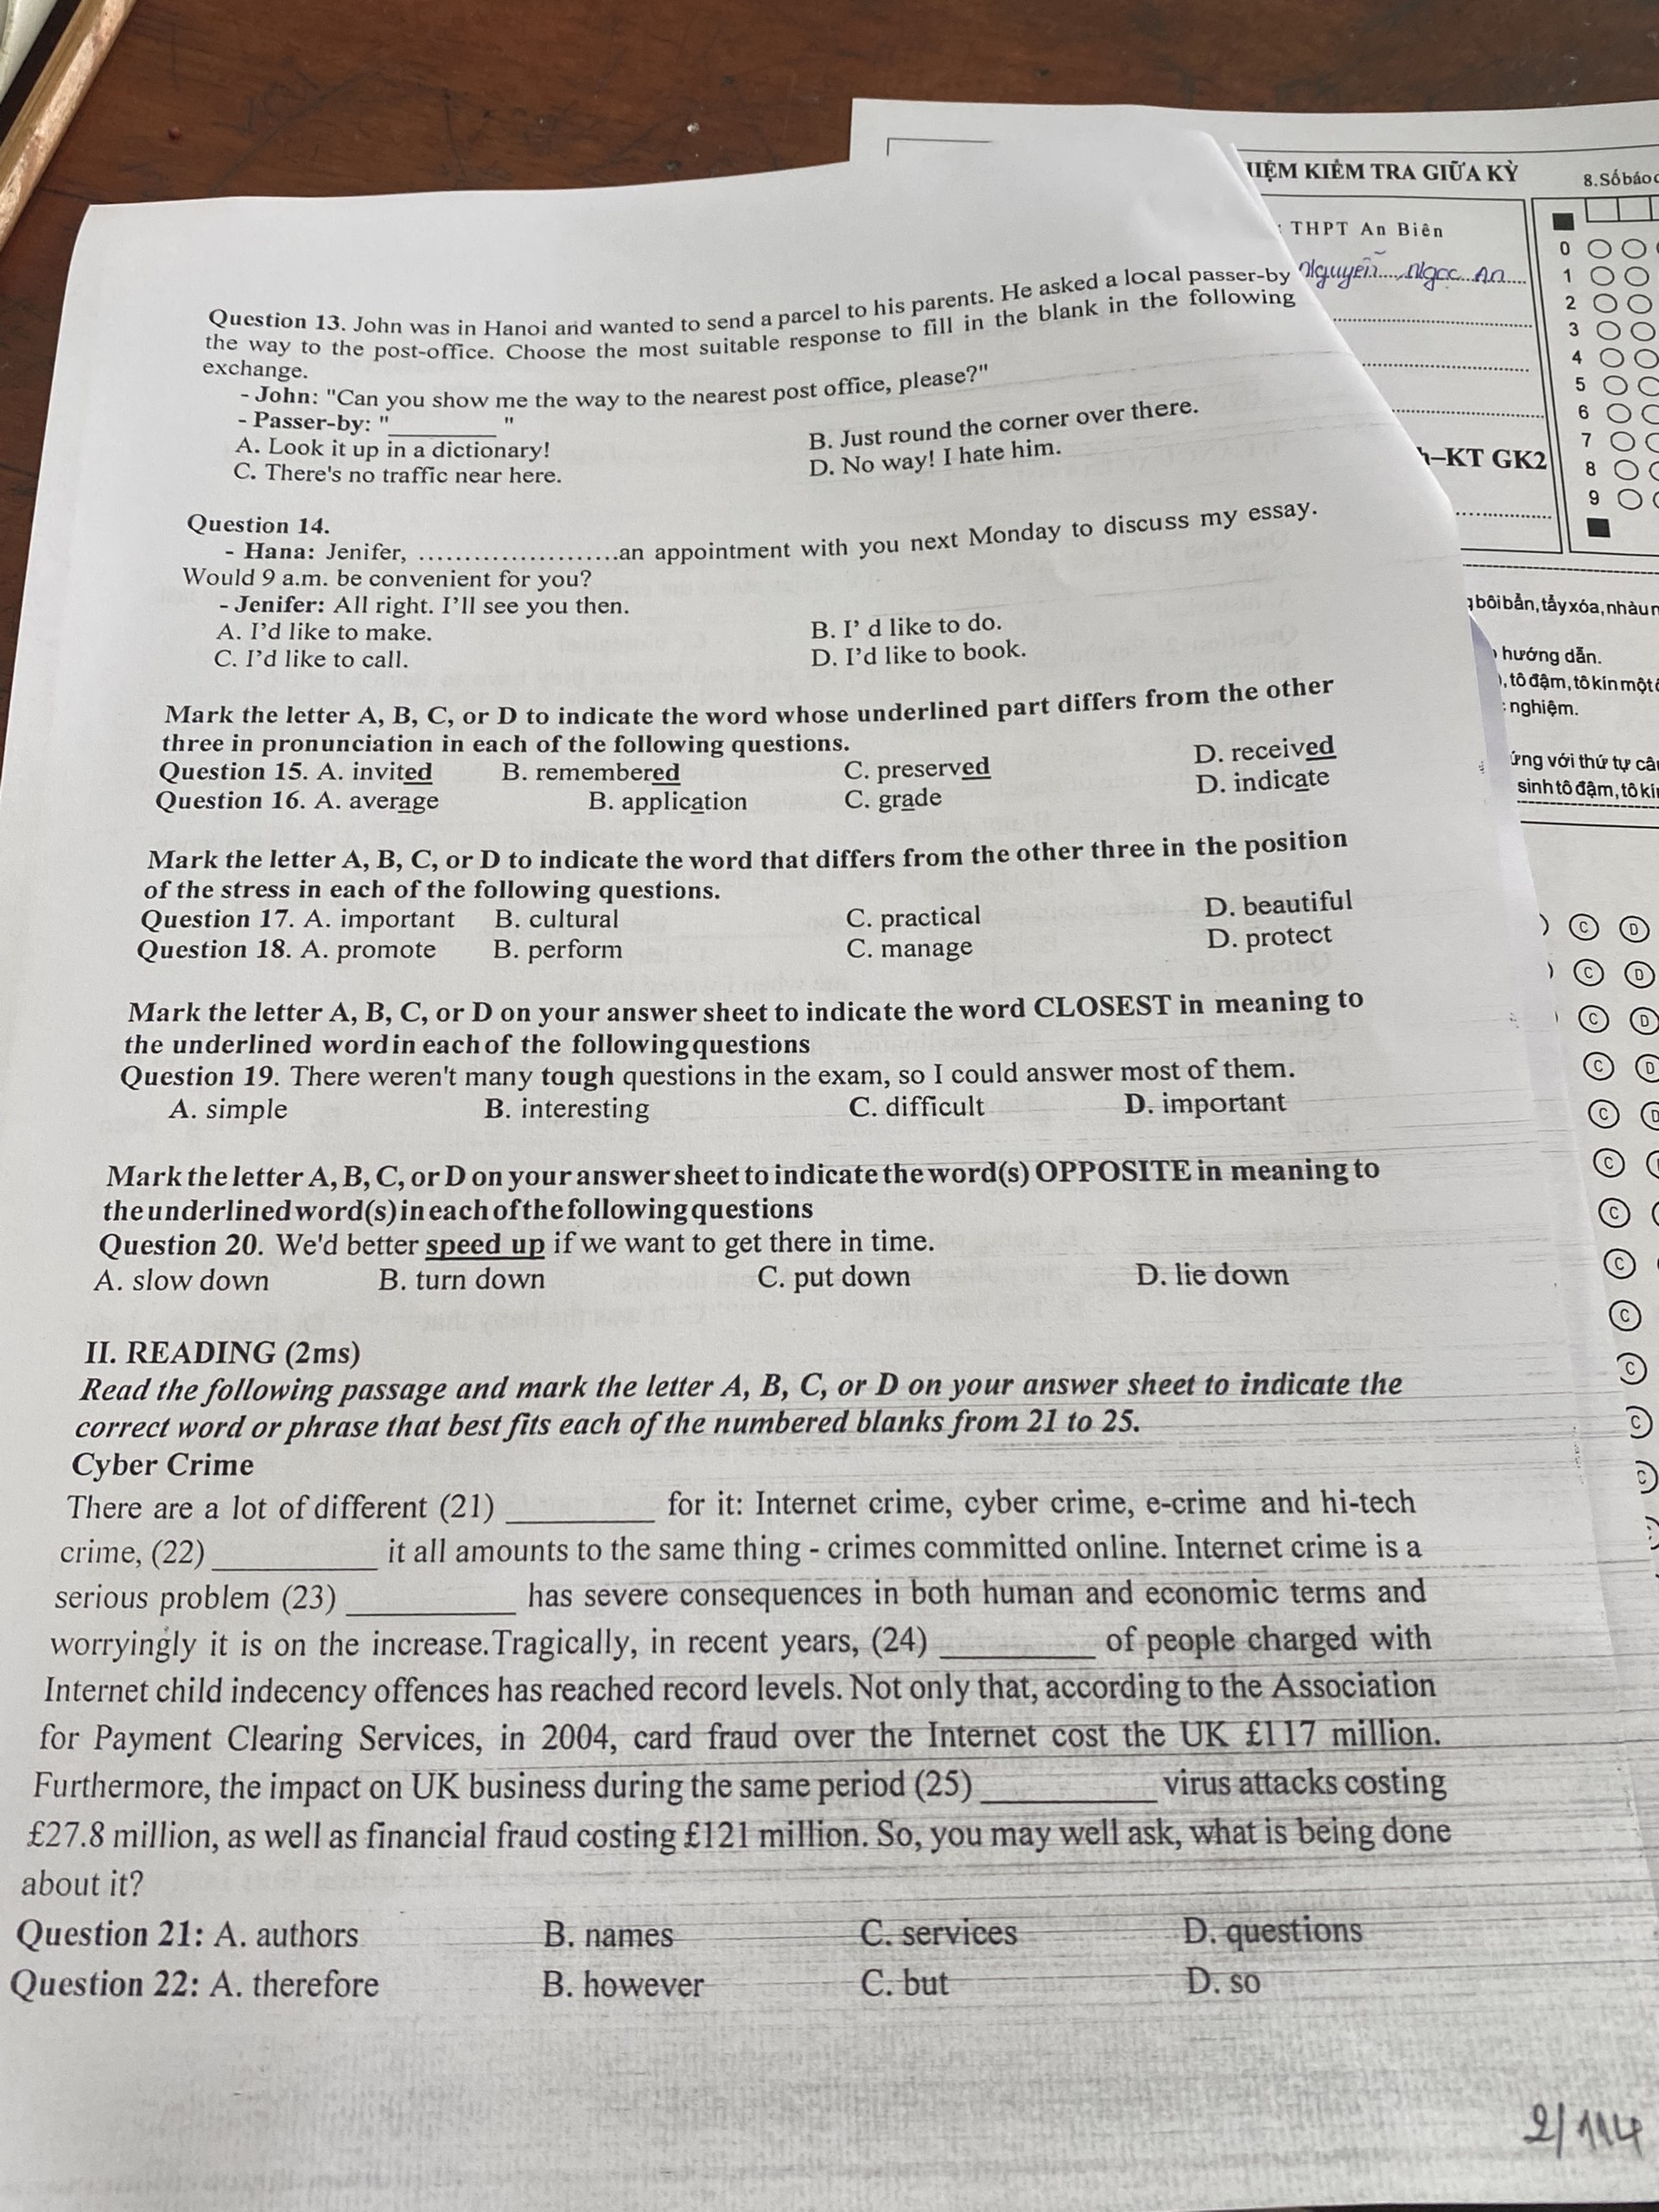 IỆM KIỂM TRA GIỮA KỲ
8.Số báo
THPT An Biên
Nguyễn Ngọc An
0
1
2
3
4
5
6
7
8
9
–KT GK2
bôi bẩn, tẩy xóa, nhàu
hướng dẫn.
, tô đậm, tô kín một
nghiệm.
ứng với thứ tự câ
sinh tô đậm, tô kí
Question 13. John was in Hanoi and wanted to send a parcel to his parents. He asked a local passer-by
the way to the post-office. Choose the most suitable response to fill in the blank in the following
exchange.
- John: "Can you show me the way to the nearest post office, please?"
- Passer-by: "__________ "
A. Look it up in a dictionary! B. Just round the corner over there.
C. There's no traffic near here. D. No way! I hate him.
Question 14.
- Hana: Jenifer, ......................an appointment with you next Monday to discuss my essay.
Would 9 a.m. be convenient for you?
- Jenifer: All right. I’ll see you then.
A. I’d like to make. B. I’ d like to do.
C. I’d like to call. D. I’d like to book.
Mark the letter A, B, C, or D to indicate the word whose underlined part differs from the other
three in pronunciation in each of the following questions.
Question 15. A. invited B. remembered C. preserved D. received
Question 16. A. average B. application C. grade D. indicate
Mark the letter A, B, C, or D to indicate the word that differs from the other three in the position
of the stress in each of the following questions.
Question 17. A. important B. cultural C. practical D. beautiful
Question 18. A. promote B. perform C. manage D. protect
Mark the letter A, B, C, or D on your answer sheet to indicate the word CLOSEST in meaning to
the underlined word in each of the following questions
Question 19. There weren't many tough questions in the exam, so I could answer most of them.
A. simple B. interesting C. difficult D. important
Mark the letter A, B, C, or D on your answer sheet to indicate the word(s) OPPOSITE in meaning to
the underlined word(s) in each of the following questions
Question 20. We'd better speed up if we want to get there in time.
A. slow down B. turn down C. put down D. lie down
II. READING (2ms)
Read the following passage and mark the letter A, B, C, or D on your answer sheet to indicate the
correct word or phrase that best fits each of the numbered blanks from 21 to 25.
Cyber Crime
There are a lot of different (21) __________ for it: Internet crime, cyber crime, e-crime and hi-tech
crime, (22) __________ it all amounts to the same thing - crimes committed online. Internet crime is a
serious problem (23) __________ has severe consequences in both human and economic terms and
worryingly it is on the increase. Tragically, in recent years, (24) __________ of people charged with
Internet child indecency offences has reached record levels. Not only that, according to the Association
for Payment Clearing Services, in 2004, card fraud over the Internet cost the UK £117 million.
Furthermore, the impact on UK business during the same period (25) __________ virus attacks costing
£27.8 million, as well as financial fraud costing £121 million. So, you may well ask, what is being done
about it?
Question 21: A. authors B. names C. services D. questions
Question 22: A. therefore B. however C. but D. so
2/114